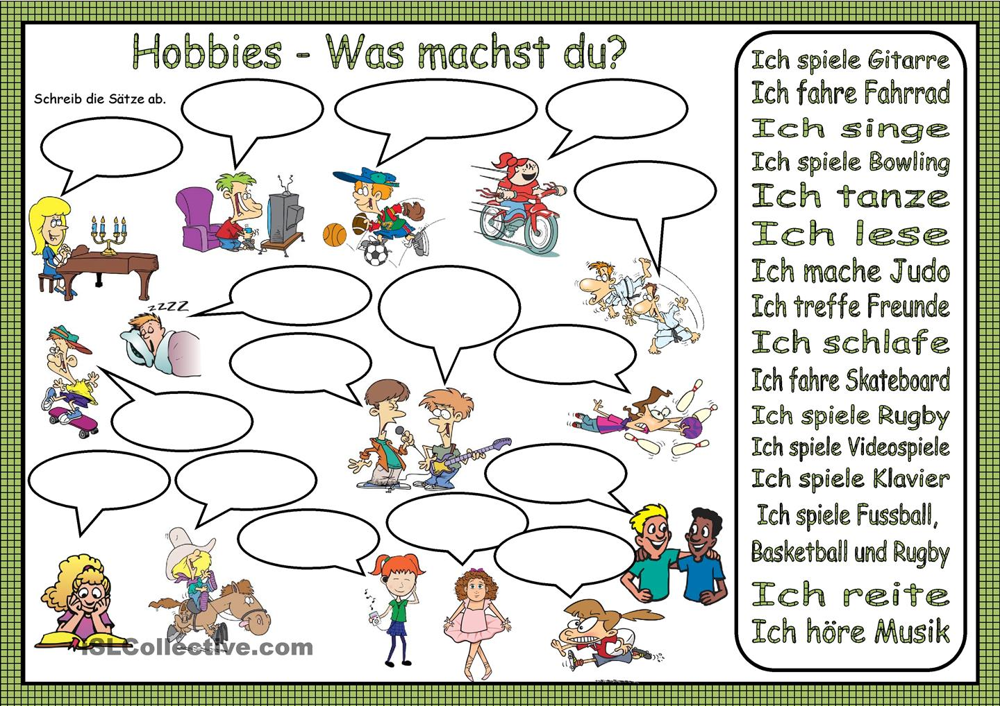 Hobbies - Was machst du?
Schreib die Sätze ab.
zzzz
Ich spiele Gitarre
Ich fahre Fahrrad
Ich singe
Ich spiele Bowling
Ich tanze
Ich lese
Ich mache Judo
Ich treffe Freunde
Ich schlafe
Ich fahre Skateboard
Ich spiele Rugby
Ich spiele Videospiele
Ich spiele Klavier
Ich spiele Fussball,
Basketball und Rugby
Ich reite
Ich höre Musik
iSLCollective.com